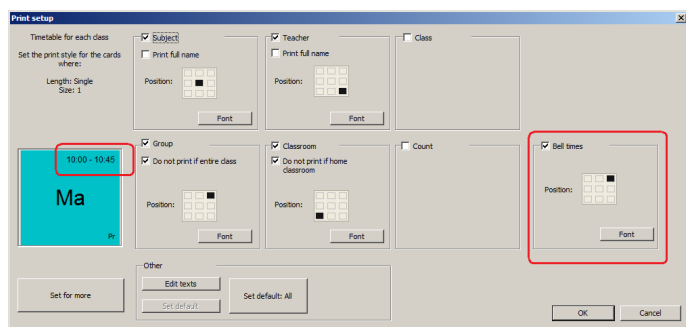 Print setup
Timetable for each class
Set the print style for the cards
where:
Length: Single
Size: 1
Subject
Print full name
Position:
Font
Teacher
Print full name
Position:
Font
Class
10:00 - 10:45
Ma
Pr
Group
Do not print if entire class
Position:
Font
Classroom
Do not print if home
classroom
Position:
Font
Count
Bell times
Position:
Font
Set for more
Other
Edit texts
Set default
Set default: All
OK
Cancel